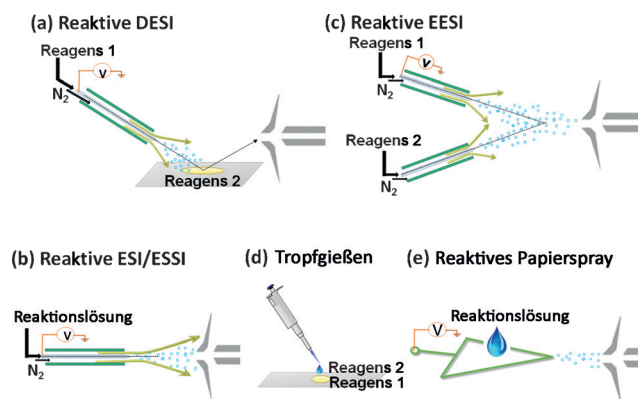 (a) Reaktive DESI
Reagens 1
V
N2
Reagens 2
(c) Reaktive EESI
Reagens 1
V
N2
Reagens 2
N2
(b) Reaktive ESI/ESSI
Reaktionslösung
V
N2
(d) Tropfgießen
Reagens 2
Reagens 1
(e) Reaktives Papierspray
Reaktionslösung
V